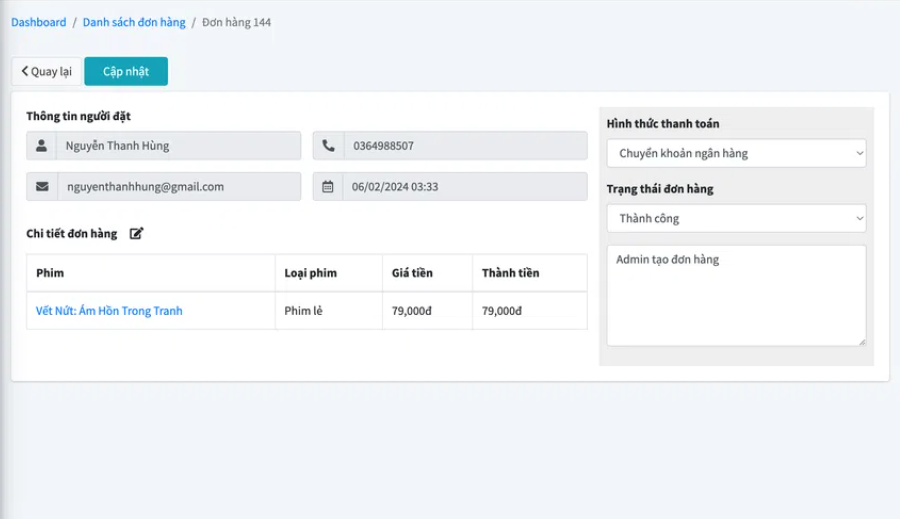 Dashboard / Danh sách đơn hàng / Đơn hàng 144
Quay lại Cập nhật
Thông tin người đặt
Nguyễn Thanh Hùng 0364988507
nguyenthanhhung@gmail.com 06/02/2024 03:33
Chi tiết đơn hàng
Phim Loại phim Giá tiền Thành tiền
Vết Nứt: Ám Hồn Trong Tranh Phim lẻ 79,000đ 79,000đ
Hình thức thanh toán
Chuyển khoản ngân hàng
Trạng thái đơn hàng
Thành công
Admin tạo đơn hàng